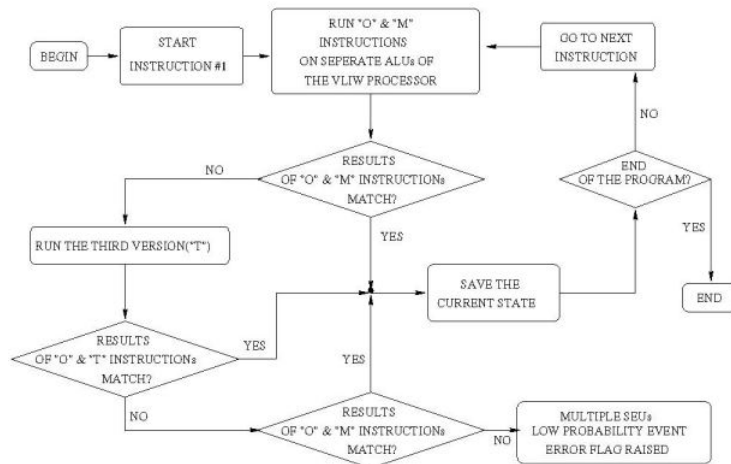 BEGIN
START
INSTRUCTION #1
RUN "O" & "M"
INSTRUCTIONS
ON SEPERATE ALUs OF
THE VLIW PROCESSOR
GO TO NEXT
INSTRUCTION
NO
END
OF THE PROGRAM?
YES
END
RESULTS
OF "O" & "M" INSTRUCTIONs
MATCH?
NO
YES
RUN THE THIRD VERSION("T")
SAVE THE
CURRENT STATE
RESULTS
OF "O" & "T" INSTRUCTIONs
MATCH?
YES
NO
YES
RESULTS
OF "O" & "M" INSTRUCTIONs
MATCH?
NO
MULTIPLE SEUs
LOW PROBABILITY EVENT
ERROR FLAG RAISED